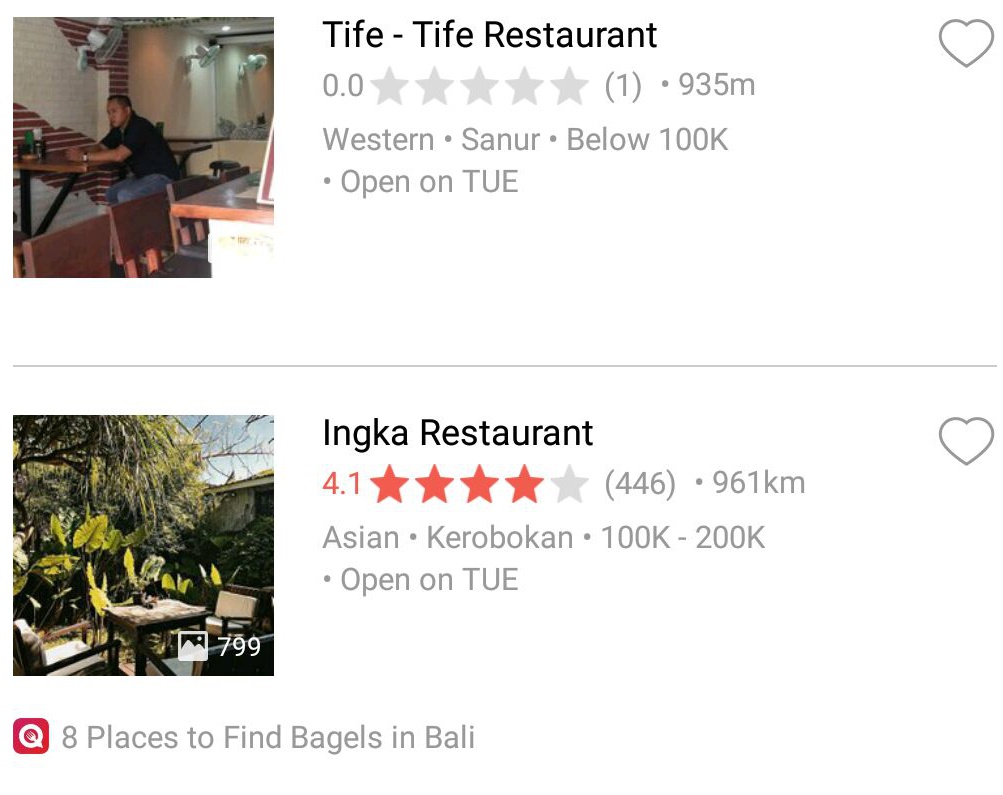 Tife - Tife Restaurant
0.0 (1) • 935m
Western • Sanur • Below 100K
• Open on TUE
Ingka Restaurant
4.1 (446) • 961km
Asian • Kerobokan • 100K - 200K
• Open on TUE
799
8 Places to Find Bagels in Bali